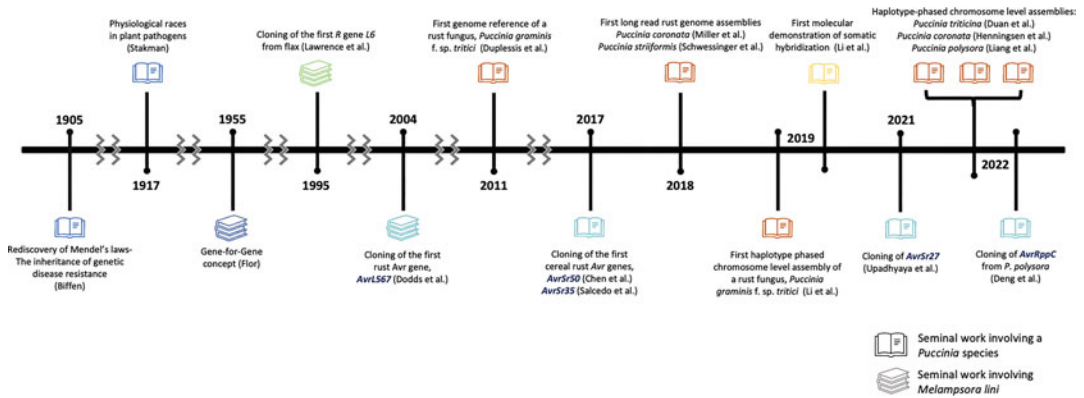 Physiological races
in plant pathogens
(Stakman)
Cloning of the first R gene L6
from flax (Lawrence et al.)
First genome reference of a
rust fungus, Puccinia graminis
f. sp. tritici (Duplessis et al.)
First long read rust genome assemblies
Puccinia coronata (Miller et al.)
Puccinia striiformis (Schwessinger et al.)
First molecular
demonstration of somatic
hybridization (Li et al.)
Haplotype-phased chromosome level assemblies:
Puccinia triticina (Duan et al.)
Puccinia coronata (Henningsen et al.)
Puccinia polysora (Liang et al.)
1905
1955
2004
2017
2019
2021
1917
1995
2011
2018
2022
Rediscovery of Mendel's laws-
The inheritance of genetic
disease resistance
(Biffen)
Gene-for-Gene
concept (Flor)
Cloning of the first
rust Avr gene,
AvrL567 (Dodds et al.)
Cloning of the first
cereal rust Avr genes,
AvrSr50 (Chen et al.)
AvrSr35 (Salcedo et al.)
First haplotype phased
chromosome level assembly of
a rust fungus, Puccinia
graminis f. sp. tritici (Li et al.)
Cloning of AvrSr27
(Upadhyaya et al.)
Cloning of AvrRppC
from P. polysora
(Deng et al.)
Seminal work involving a
Puccinia species
Seminal work involving
Melampsora lini